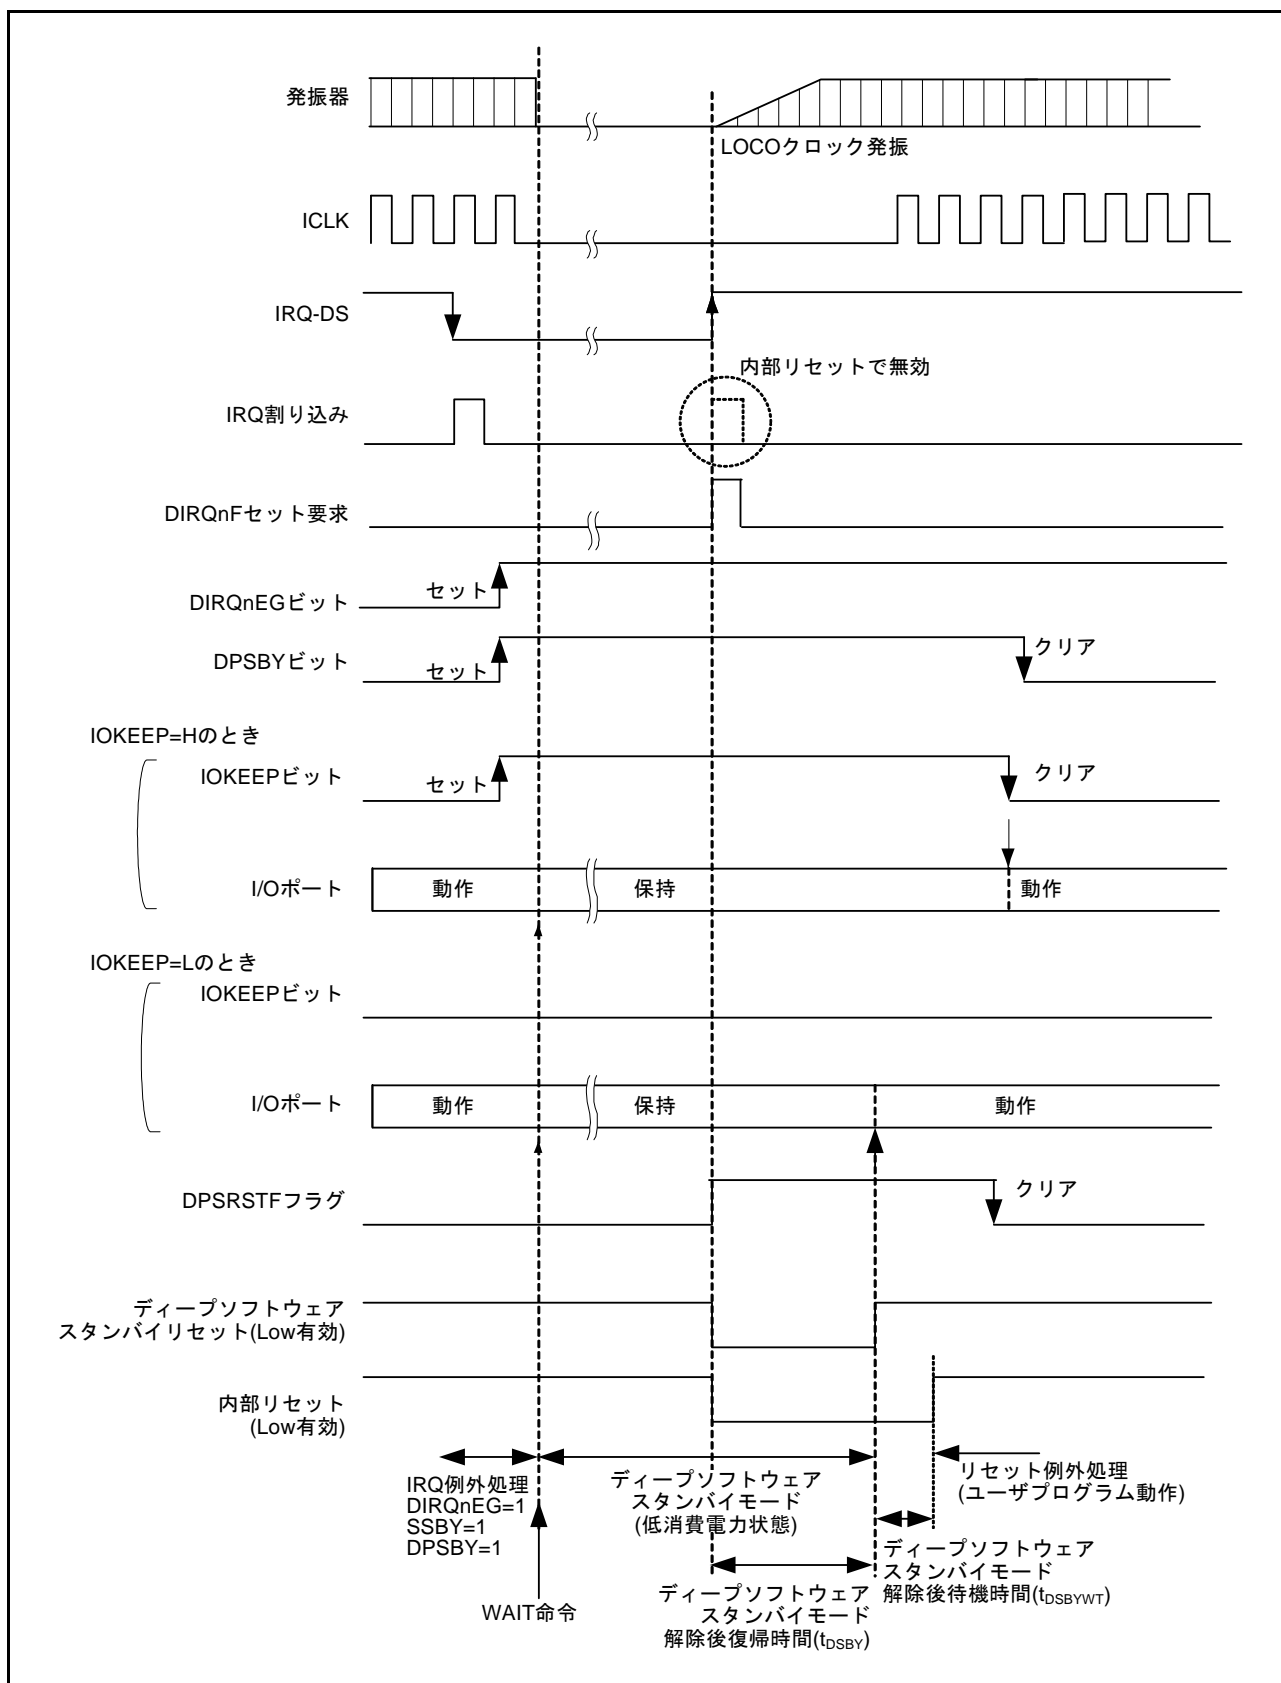 発振器
LOCOクロック発振
ICLK
IRQ-DS
内部リセットで無効
IRQ割り込み
DIRQnFセット要求
セット
DIRQnEGビット
クリア
DPSBYビット
セット
IOKEEP=Hのとき
IOKEEPビット
セット
クリア
I/Oポート
動作
保持
動作
IOKEEP=Lのとき
IOKEEPビット
I/Oポート
動作
保持
動作
DPSRSTFフラグ
クリア
ディープソフトウェア
スタンバイリセット(Low有効)
内部リセット
(Low有効)
IRQ例外処理
DIRQnEG=1
SSBY=1
DPSBY=1
ディープソフトウェア
スタンバイモード
(低消費電力状態)
リセット例外処理
(ユーザプログラム動作)
WAIT命令
ディープソフトウェア
スタンバイモード
解除後復帰時間(tDSBY)
ディープソフトウェア
スタンバイモード
解除後待機時間(tDSBYWT)